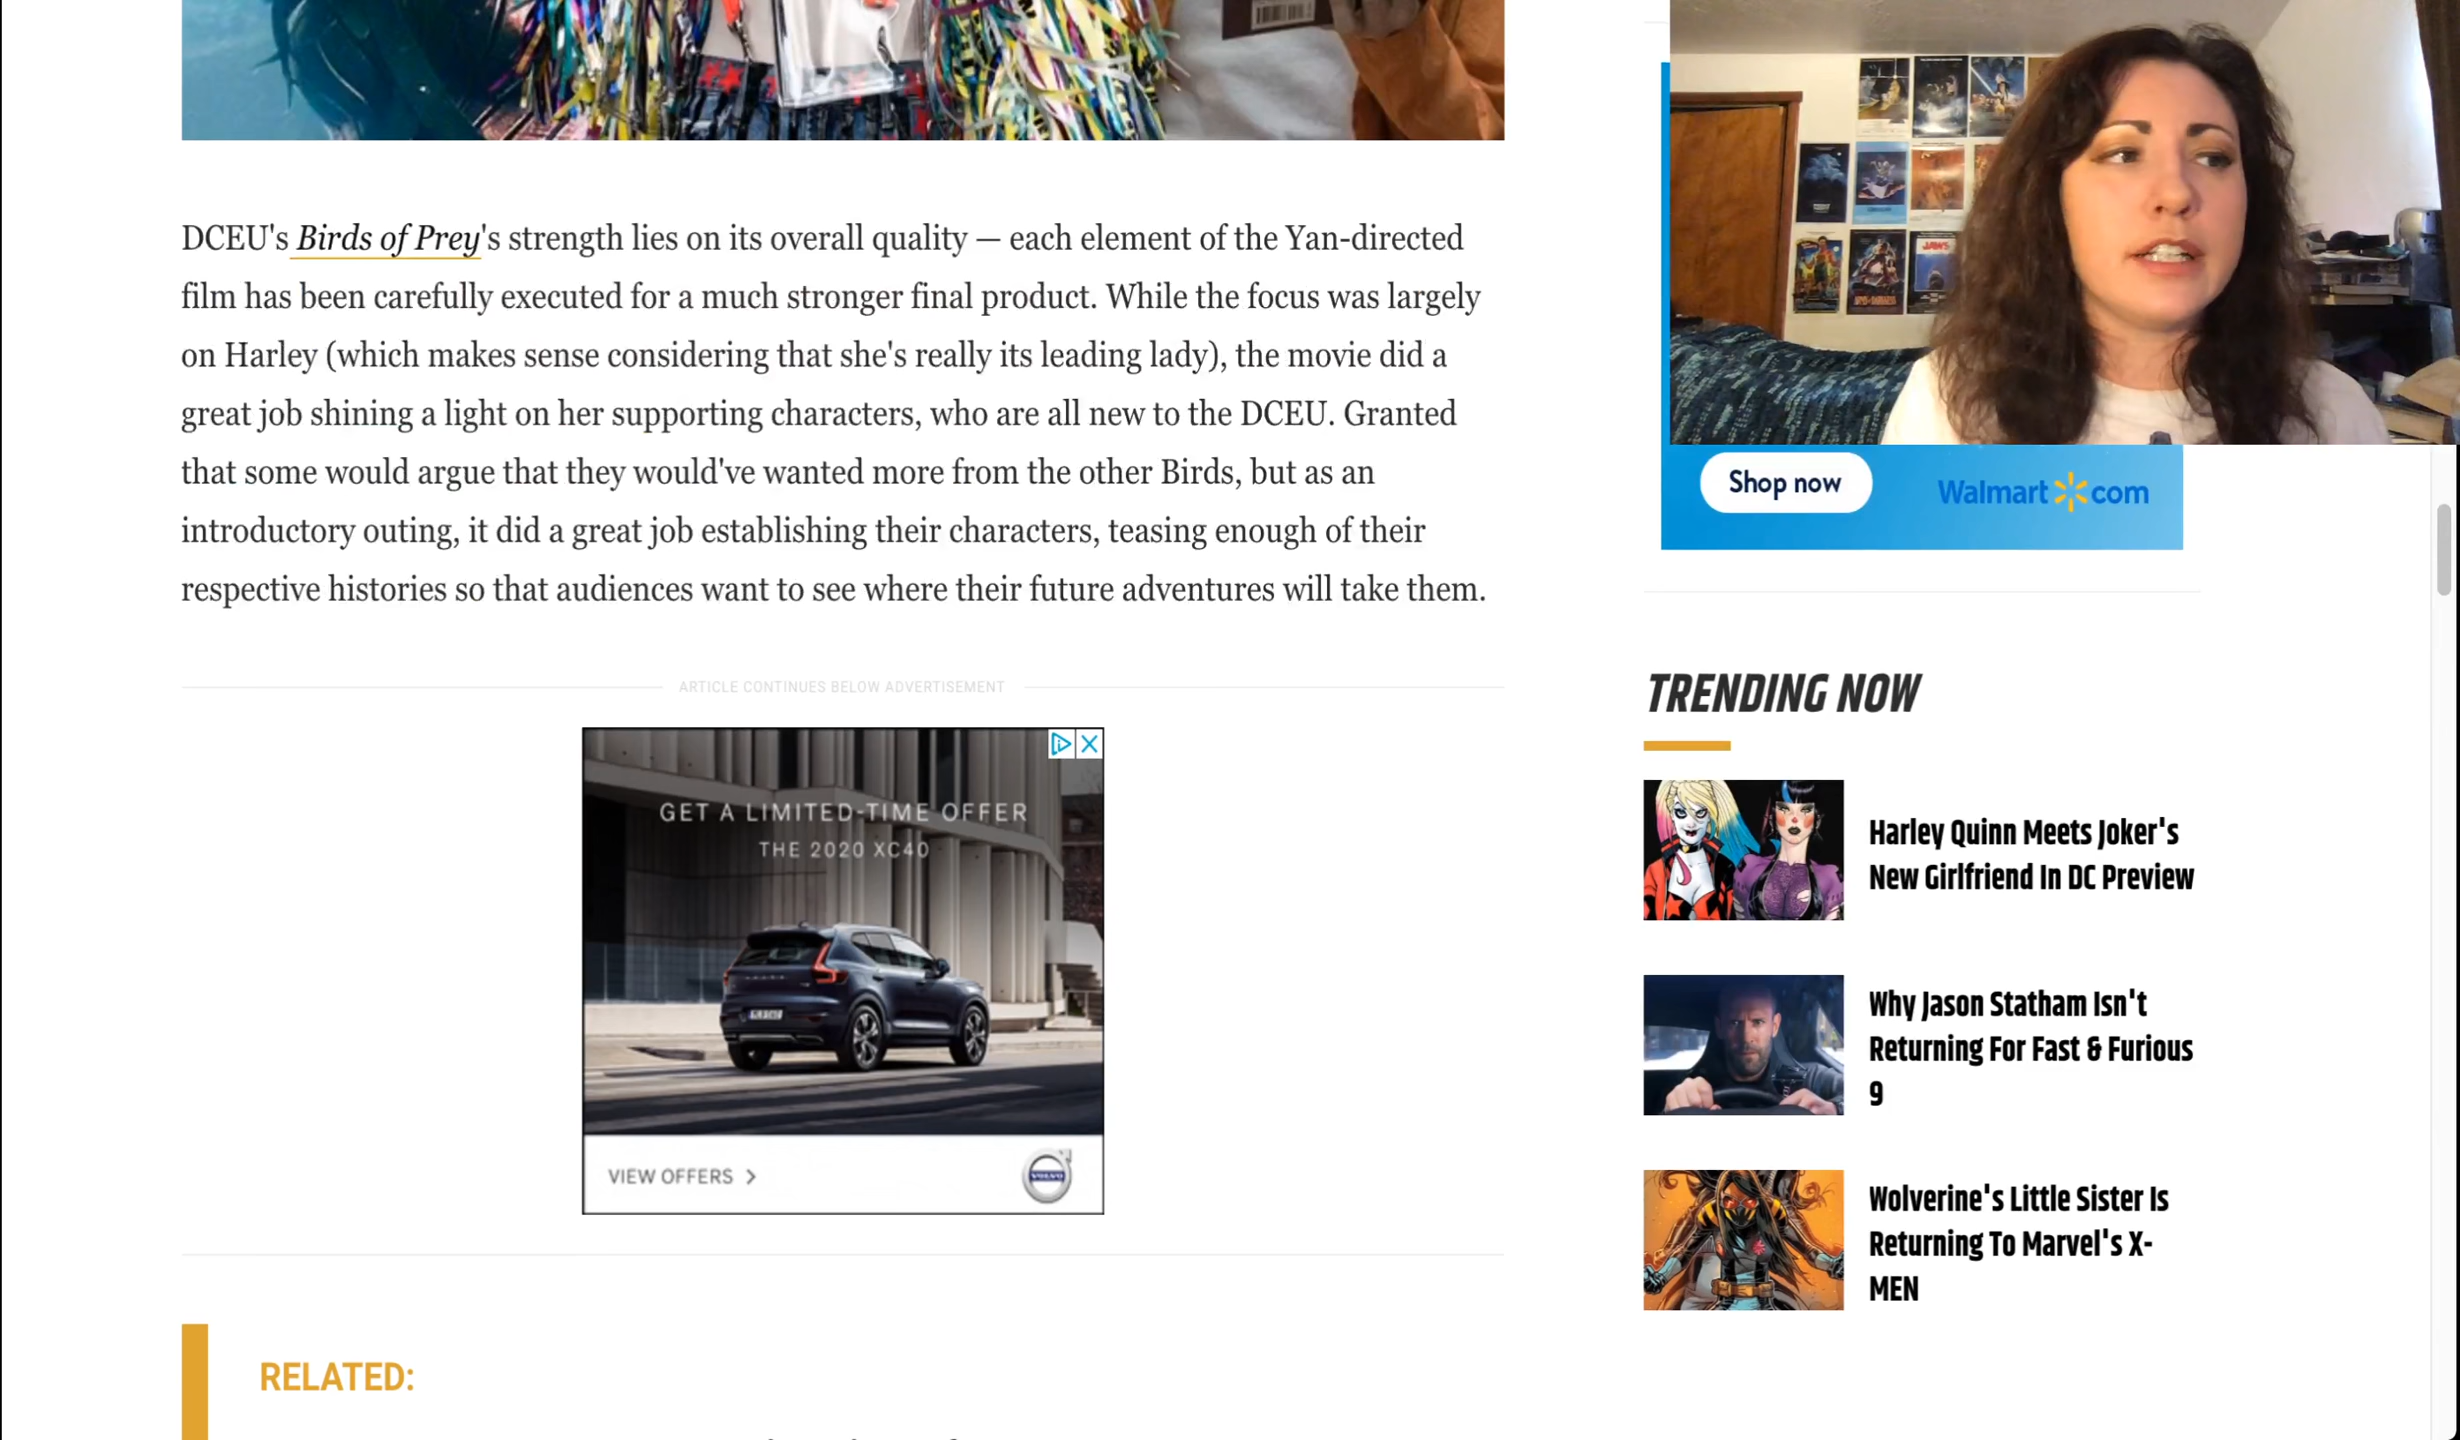 DCEU's Birds of Prey's strength lies on its overall quality — each element of the Yan-directed
film has been carefully executed for a much stronger final product. While the focus was largely
on Harley (which makes sense considering that she's really its leading lady), the movie did a
great job shining a light on her supporting characters, who are all new to the DCEU. Granted
that some would argue that they would've wanted more from the other Birds, but as an
introductory outing, it did a great job establishing their characters, teasing enough of their
respective histories so that audiences want to see where their future adventures will take them.
ARTICLE CONTINUES BELOW ADVERTISEMENT
GET A LIMITED-TIME OFFER
THE 2020 XC40
VIEW OFFERS >
VOLVO
RELATED:
JAWS
Shop now
Walmart com
TRENDING NOW
Harley Quinn Meets Joker's
New Girlfriend In DC Preview
Why Jason Statham Isn't
Returning For Fast & Furious
9
Wolverine's Little Sister Is
Returning To Marvel's X-
MEN